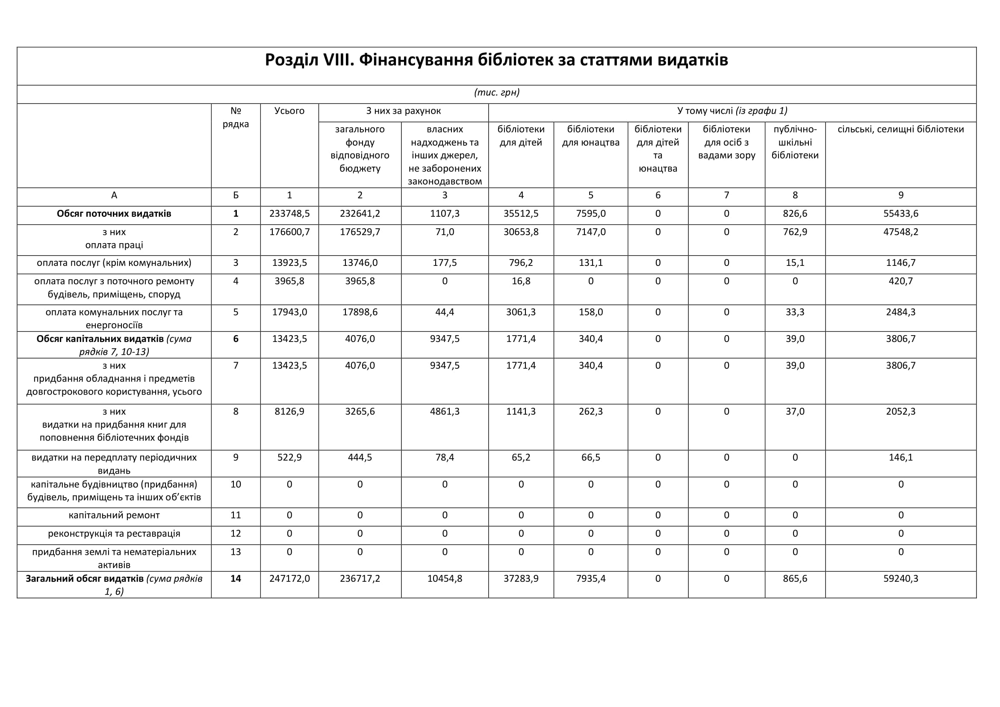 Розділ VIII. Фінансування бібліотек за статтями видатків
(тис. грн)
№ рядка Усього З них за рахунок У тому числі (із графи 1)
загального фонду відповідного бюджету власних надходжень та інших джерел, не заборонених законодавством бібліотеки для дітей бібліотеки для юнацтва бібліотеки для дітей та юнацтва бібліотеки для осіб з вадами зору публічно-шкільні бібліотеки сільські, селищні бібліотеки
А Б 1 2 3 4 5 6 7 8 9
Обсяг поточних видатків 1 233748,5 232641,2 1107,3 35512,5 7595,0 0 0 826,6 55433,6
з них
оплата праці 2 176600,7 176529,7 71,0 30653,8 7147,0 0 0 762,9 47548,2
оплата послуг (крім комунальних) 3 13923,5 13746,0 177,5 796,2 131,1 0 0 15,1 1146,7
оплата послуг з поточного ремонту
будівель, приміщень, споруд 4 3965,8 3965,8 0 16,8 0 0 0 0 420,7
оплата комунальних послуг та
енергоносіїв 5 17943,0 17898,6 44,4 3061,3 158,0 0 0 33,3 2484,3
Обсяг капітальних видатків (сума
рядків 7, 10-13) 6 13423,5 4076,0 9347,5 1771,4 340,4 0 0 39,0 3806,7
з них
придбання обладнання і предметів
довгострокового користування, усього 7 13423,5 4076,0 9347,5 1771,4 340,4 0 0 39,0 3806,7
з них
видатки на придбання книг для
поповнення бібліотечних фондів 8 8126,9 3265,6 4861,3 1141,3 262,3 0 0 37,0 2052,3
видатки на передплату періодичних
видань 9 522,9 444,5 78,4 65,2 66,5 0 0 0 146,1
капітальне будівництво (придбання)
будівель, приміщень та інших об’єктів 10 0 0 0 0 0 0 0 0 0
капітальний ремонт 11 0 0 0 0 0 0 0 0 0
реконструкція та реставрація 12 0 0 0 0 0 0 0 0 0
придбання землі та нематеріальних
активів 13 0 0 0 0 0 0 0 0 0
Загальний обсяг видатків (сума рядків
1, 6) 14 247172,0 236717,2 10454,8 37283,9 7935,4 0 0 865,6 59240,3